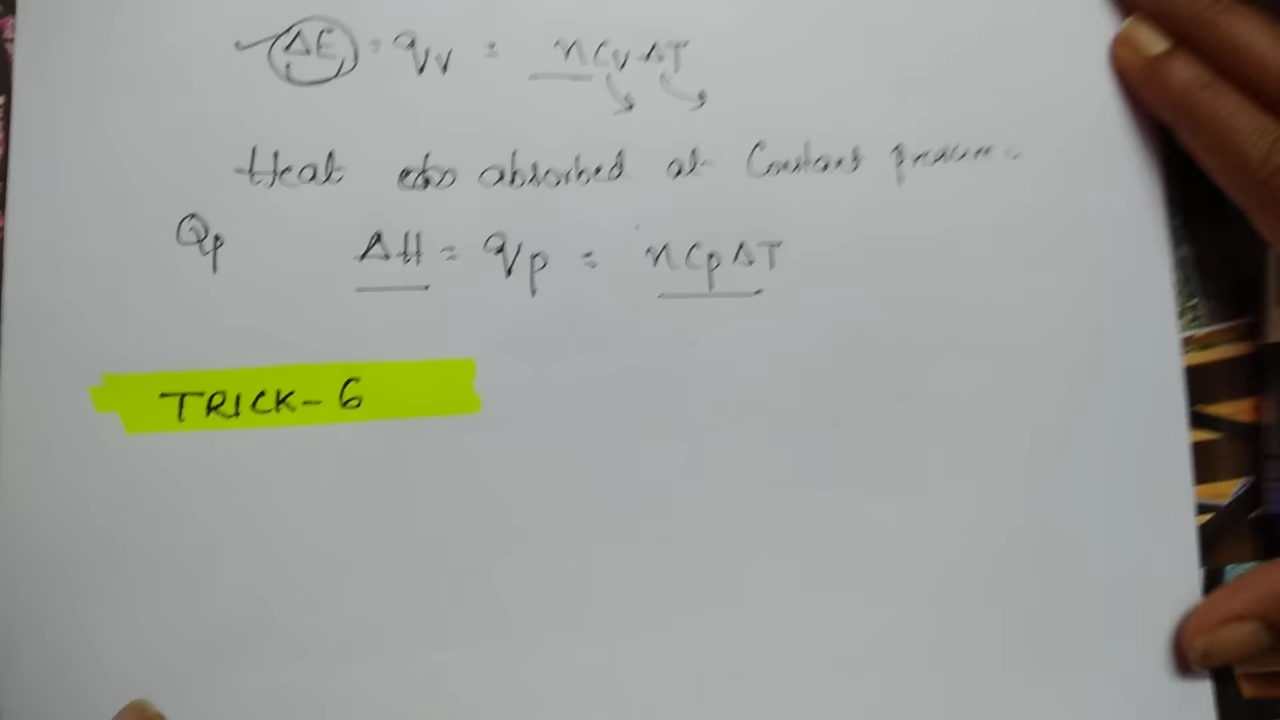 ✓ ΔE = qv = nCvΔT
Heat absorbed at Constant pressure.
Qp ΔH = qp = nCpΔT
TRICK-6